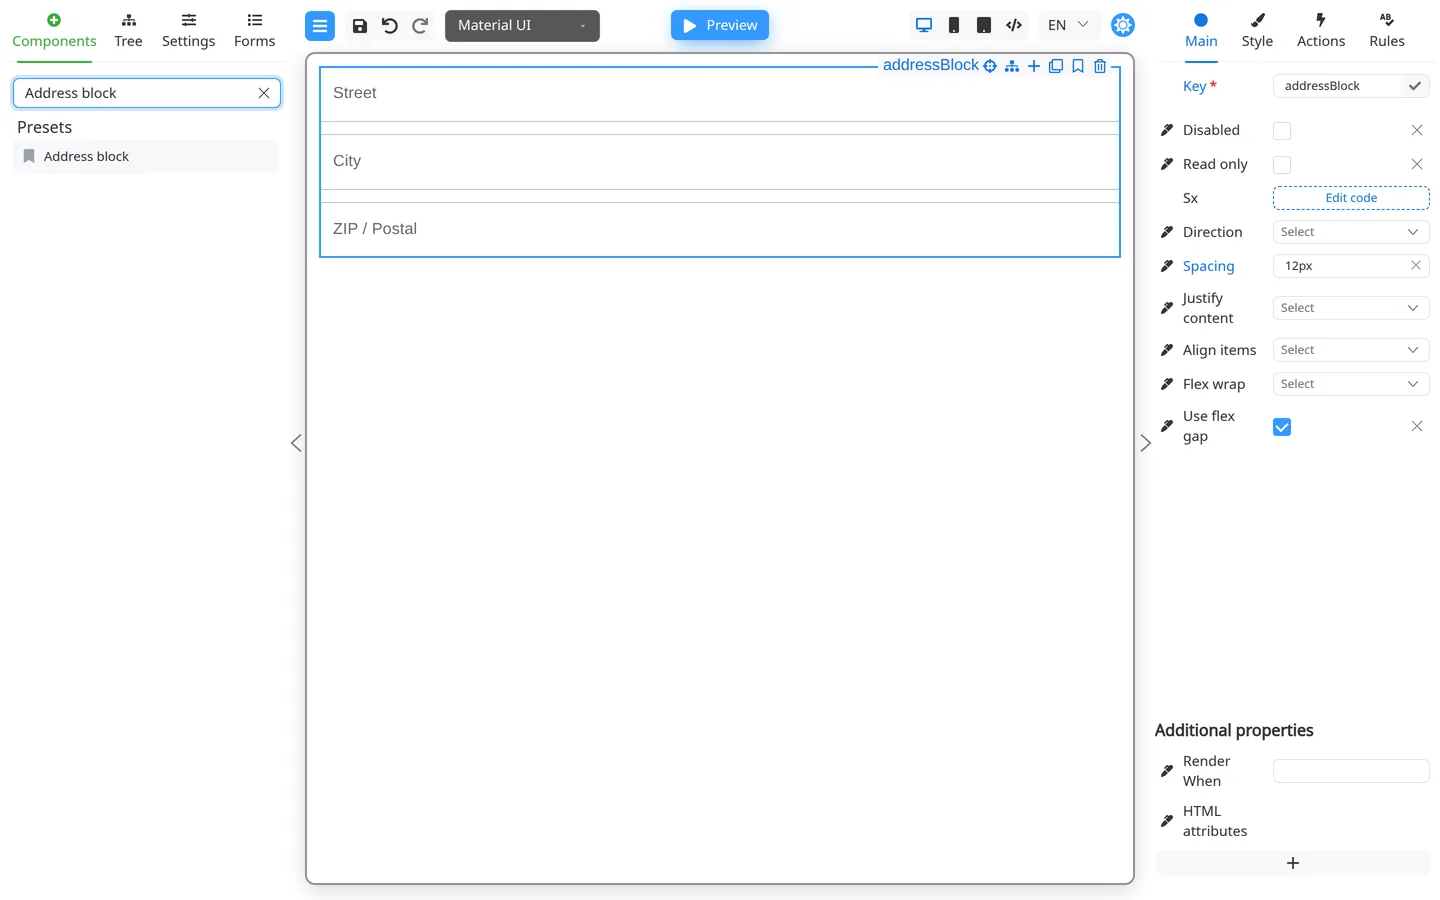 Components
Tree
Settings
Forms
Material UI
Preview
EN
Main
Style
Actions
AB
Rules
Address block
Presets
Address block
addressBlock
Street
City
ZIP / Postal
Key *
addressBlock
Disabled
Read only
Sx
Edit code
Direction
Select
Spacing
12px
Justify
content
Select
Align items
Select
Flex wrap
Select
Use flex
gap
Additional properties
Render
When
HTML
attributes